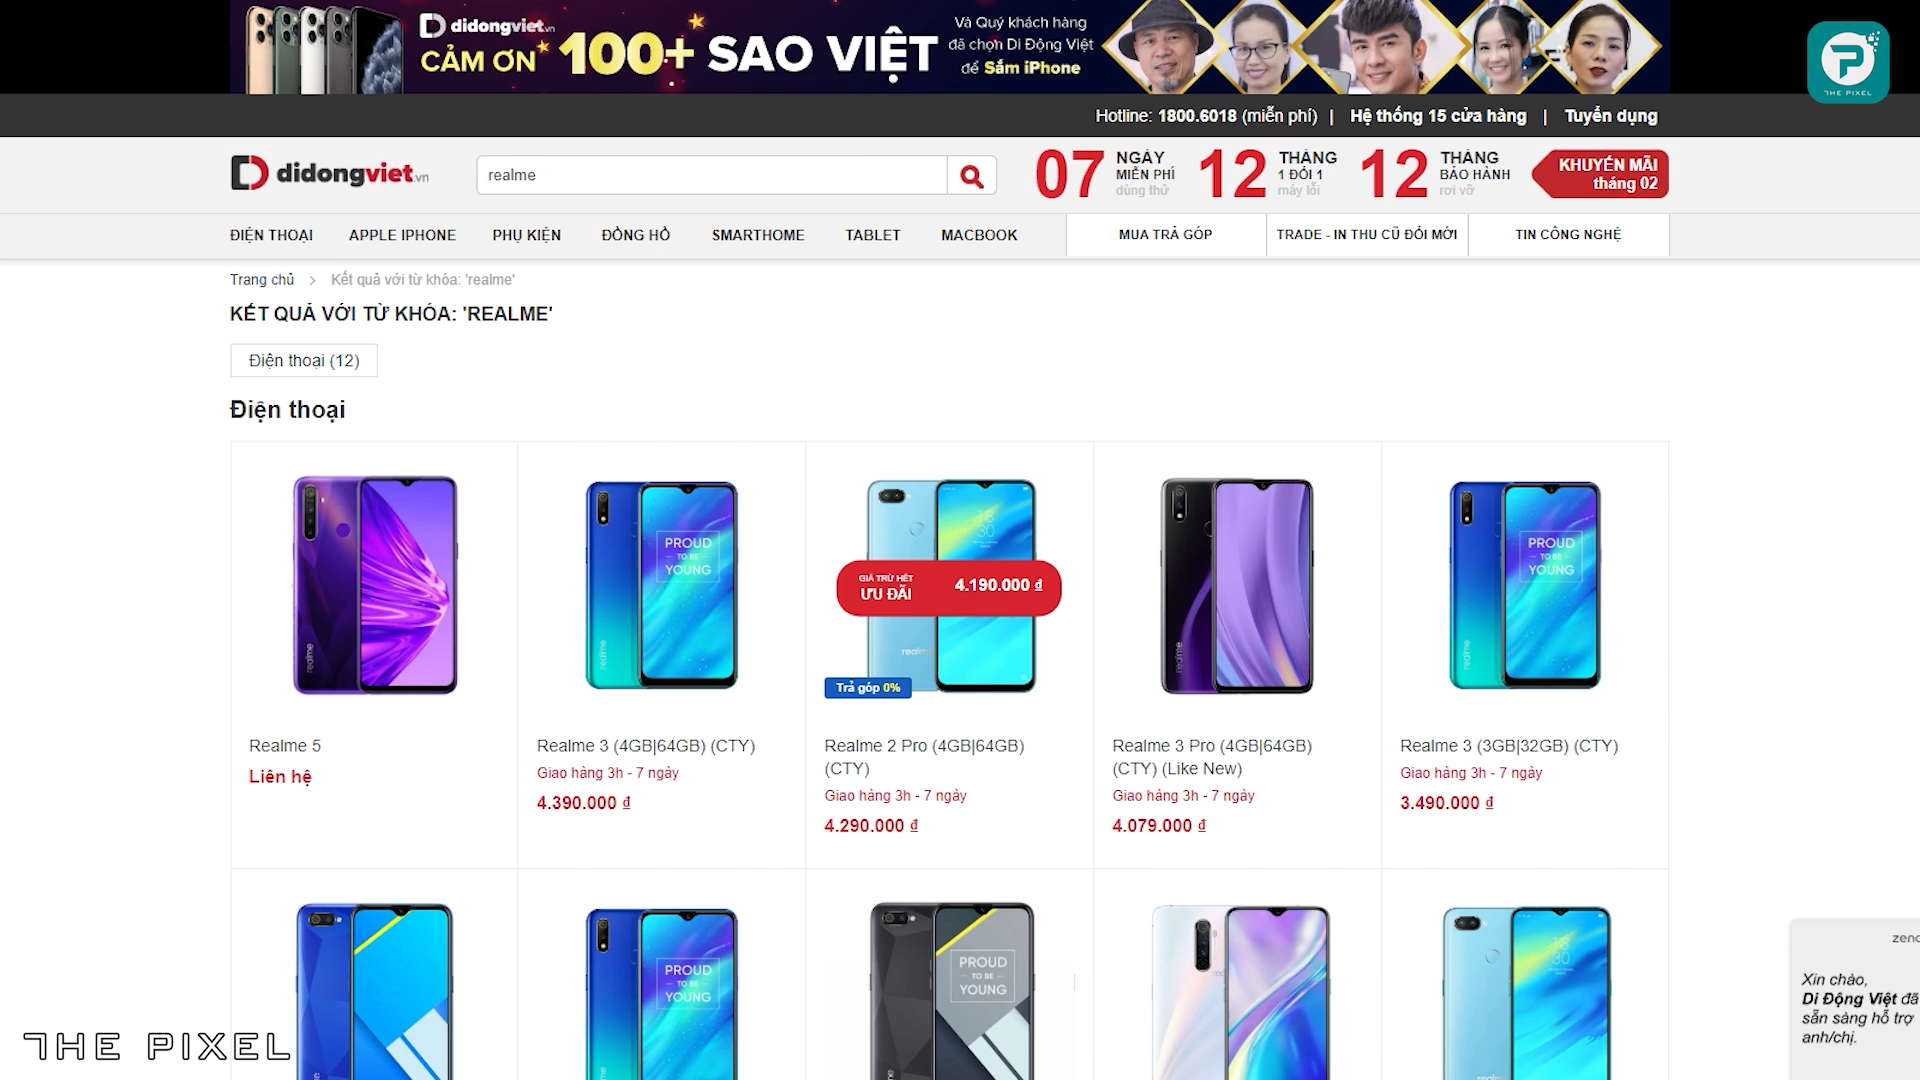 didongviet.vn
CẢM ƠN 100+ SAO VIỆT
Và Quý khách hàng
đã chọn Di Động Việt
để Sắm iPhone
THE PIXEL
Hotline: 1800.6018 (miễn phí) | Hệ thống 15 cửa hàng | Tuyển dụng
didongviet.vn
realme
07 NGÀY MIỄN PHÍ dùng thử
12 THÁNG 1 ĐỔI 1 máy lỗi
12 THÁNG BẢO HÀNH rơi vỡ
KHUYẾN MÃI
tháng 02
ĐIỆN THOẠI APPLE IPHONE PHỤ KIỆN ĐỒNG HỒ SMARTHOME TABLET MACBOOK MUA TRẢ GÓP TRADE - IN THU CŨ ĐỔI MỚI TIN CÔNG NGHỆ
Trang chủ > Kết quả với từ khóa: 'realme'
KẾT QUẢ VỚI TỪ KHÓA: 'REALME'
Điện thoại (12)
Điện thoại
realme
PROUD
TO BE
YOUNG
realme
GIÁ TRỪ HẾT
ƯU ĐÃI
4.190.000 ₫
Trả góp 0%
realme
PROUD
TO BE
YOUNG
realme
Realme 5
Liên hệ
Realme 3 (4GB|64GB) (CTY)
Giao hàng 3h - 7 ngày
4.390.000 ₫
Realme 2 Pro (4GB|64GB)
(CTY)
Giao hàng 3h - 7 ngày
4.290.000 ₫
Realme 3 Pro (4GB|64GB)
(CTY) (Like New)
Giao hàng 3h - 7 ngày
4.079.000 ₫
Realme 3 (3GB|32GB) (CTY)
Giao hàng 3h - 7 ngày
3.490.000 ₫
PROUD
TO BE
YOUNG
PROUD
TO BE
YOUNG
Xin chào,
Di Động Việt đã
sẵn sàng hỗ trợ
anh/chị.
THE PIXEL